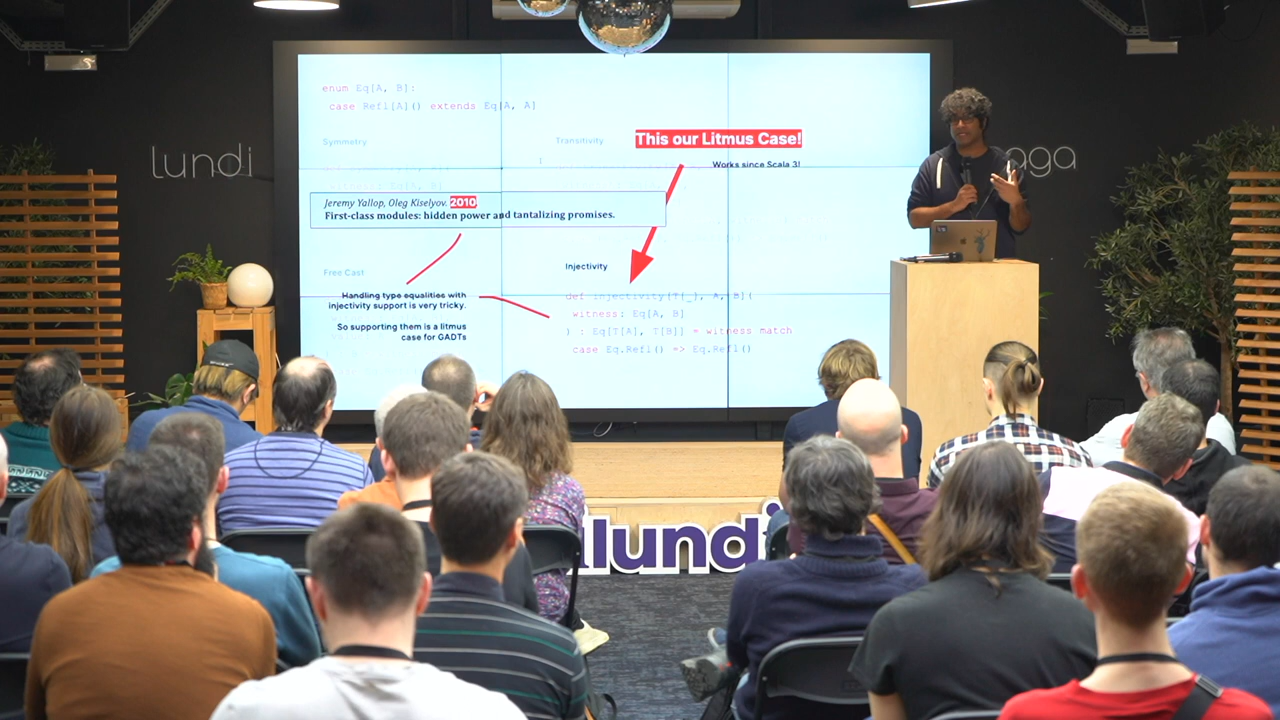 enum Eq[A, B]:
case Refl[A]() extends Eq[A, A]
Symmetry
Transitivity
This our Litmus Case!
Works since Scala 3!
lundi
aga
witness: Eq[A, B]
Jeremy Yallop, Oleg Kiselyov. 2010
First-class modules: hidden power and tantalizing promises.
Free Cast
Injectivity
Handling type equalities with
injectivity support is very tricky.
So supporting them is a litmus
case for GADTs
def injectivity[T[_], A, B](
witness: Eq[A, B]
) : Eq[T[A], T[B]] = witness match
case Eq.Refl() => Eq.Refl()
lundi